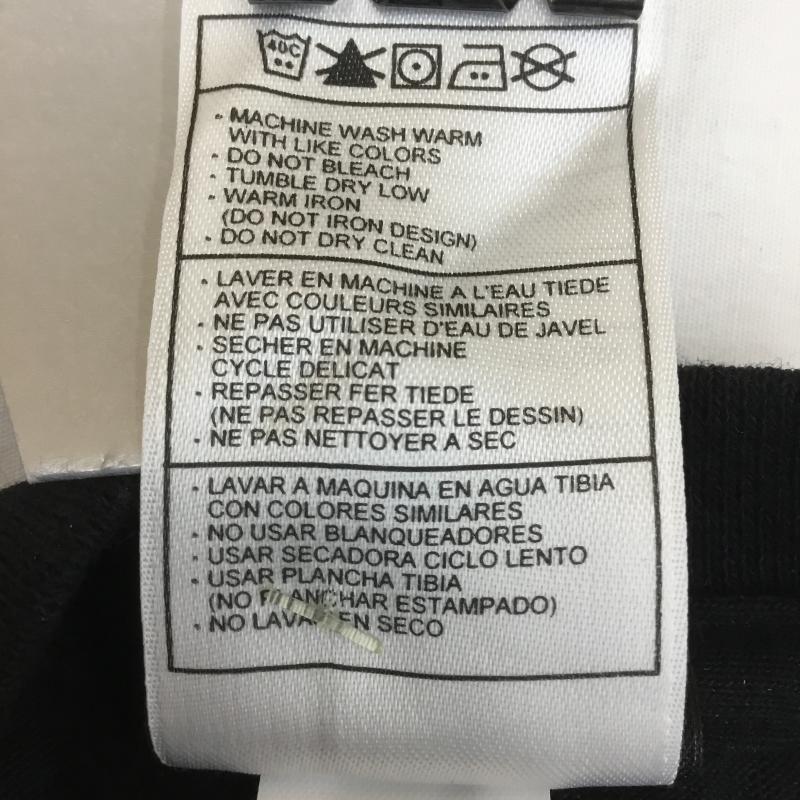 40C
- MACHINE WASH WARM
WITH LIKE COLORS
- DO NOT BLEACH
- TUMBLE DRY LOW
- WARM IRON
(DO NOT IRON DESIGN)
- DO NOT DRY CLEAN
- LAVER EN MACHINE A L'EAU TIEDE
AVEC COULEURS SIMILAIRES
- NE PAS UTILISER D'EAU DE JAVEL
- SECHER EN MACHINE
CYCLE DELICAT
- REPASSER FER TIEDE
(NE PAS REPASSER LE DESSIN)
- NE PAS NETTOYER A SEC
- LAVAR A MAQUINA EN AGUA TIBIA
CON COLORES SIMILARES
- NO USAR BLANQUEADORES
- USAR SECADORA CICLO LENTO
- USAR PLANCHA TIBIA
(NO PLANCHAR ESTAMPADO)
- NO LAVAR EN SECO